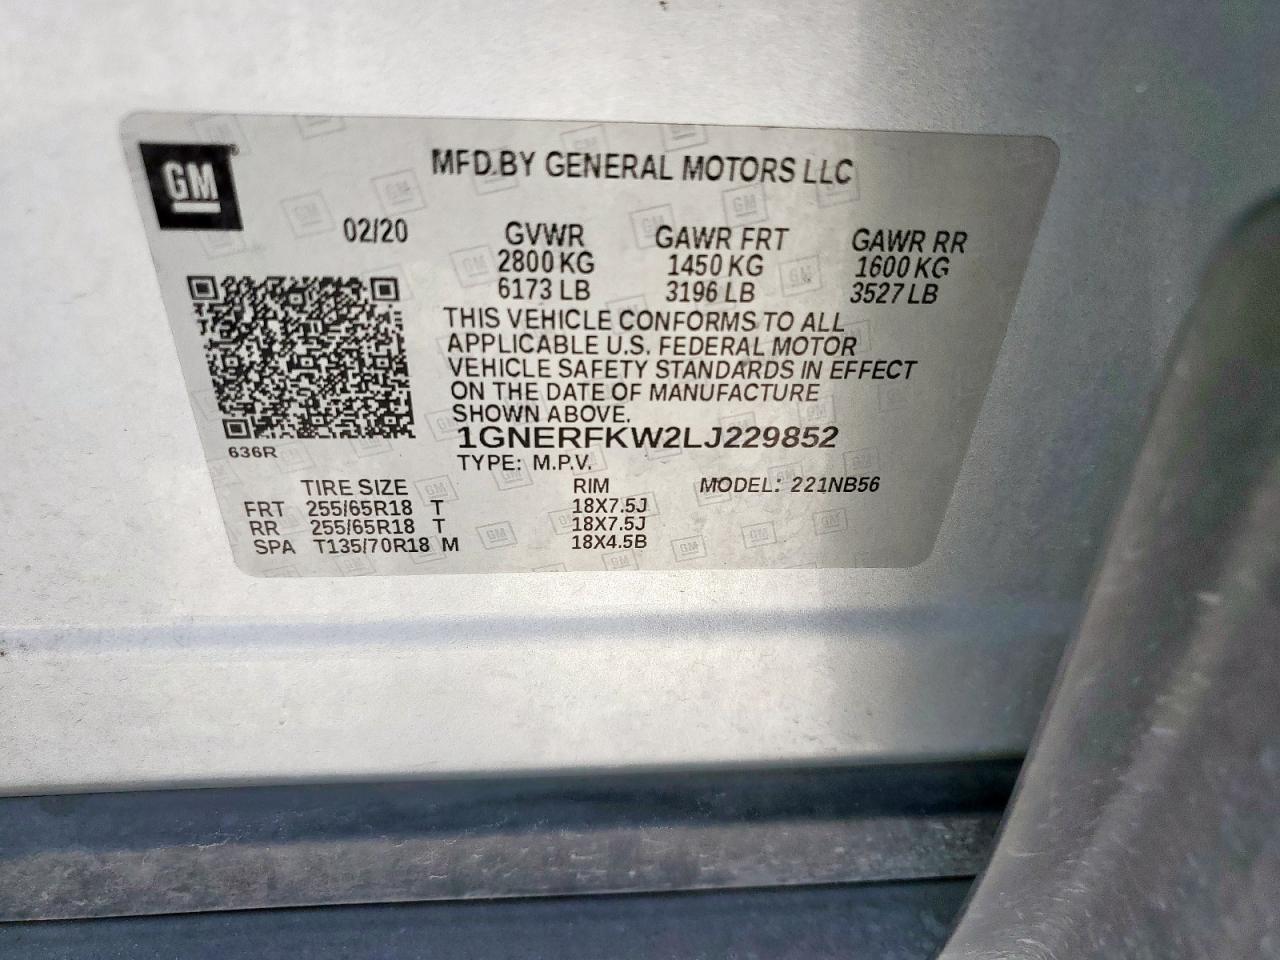 GM
MFD.BY GENERAL MOTORS LLC
02/20 GVWR GAWR FRT GAWR RR
2800 KG 1450 KG 1600 KG
6173 LB 3196 LB 3527 LB
THIS VEHICLE CONFORMS TO ALL
APPLICABLE U.S. FEDERAL MOTOR
VEHICLE SAFETY STANDARDS IN EFFECT
ON THE DATE OF MANUFACTURE
SHOWN ABOVE.
1GNERFKW2LJ229852
636R
TYPE: M.P.V.
TIRE SIZE RIM MODEL: 221NB56
FRT 255/65R18 T 18X7.5J
RR 255/65R18 T 18X7.5J
SPA T135/70R18 M 18X4.5B